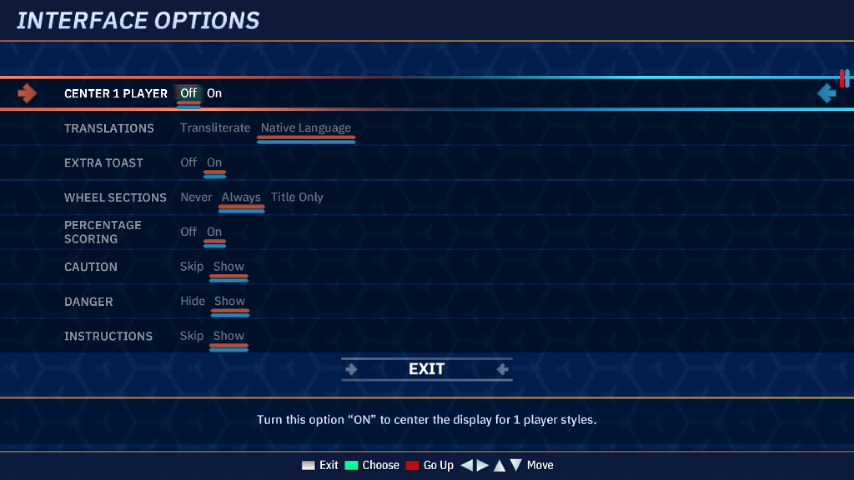 INTERFACE OPTIONS
CENTER 1 PLAYER Off On
TRANSLATIONS Transliterate Native Language
EXTRA TOAST Off On
WHEEL SECTIONS Never Always Title Only
PERCENTAGE
SCORING Off On
CAUTION Skip Show
DANGER Hide Show
INSTRUCTIONS Skip Show
EXIT
Turn this option “ON” to center the display for 1 player styles.
Exit Choose Go Up Move